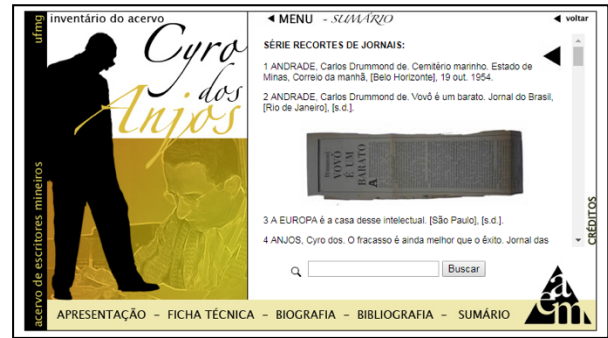 ufmg
inventário do acervo
Cyro
dos
Anjos
acervo de escritores mineiros
MENU - SUMÁRIO
voltar
SÉRIE RECORTES DE JORNAIS:
1 ANDRADE, Carlos Drummond de. Cemitério marinho. Estado de
Minas, Correio da manhã, [Belo Horizonte], 19 out. 1954.
2 ANDRADE, Carlos Drummond de. Vovô é um barato. Jornal do Brasil,
[Rio de Janeiro], [s.d.].
VOVÔ
É UM
BARATO
3 A EUROPA é a casa desse intelectual. [São Paulo], [s.d.].
4 ANJOS, Cyro dos. O fracasso é ainda melhor que o êxito. Jornal das
Buscar
CRÉDITOS
APRESENTAÇÃO - FICHA TÉCNICA - BIOGRAFIA - BIBLIOGRAFIA - SUMÁRIO
aem